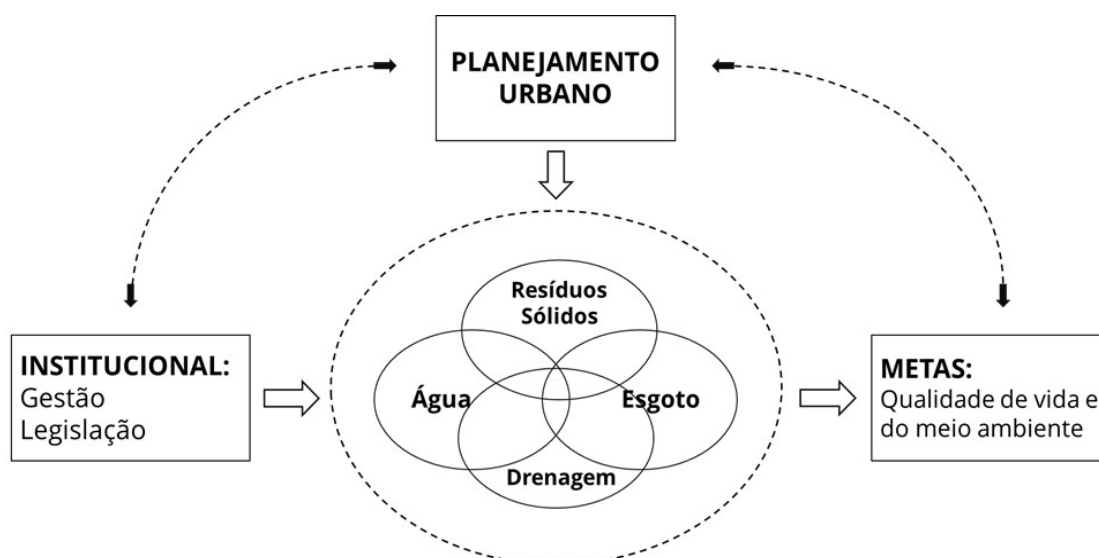 PLANEJAMENTO
URBANO
Resíduos
Sólidos
INSTITUCIONAL:
Gestão
Legislação
Água
Esgoto
Drenagem
METAS:
Qualidade de vida e
do meio ambiente